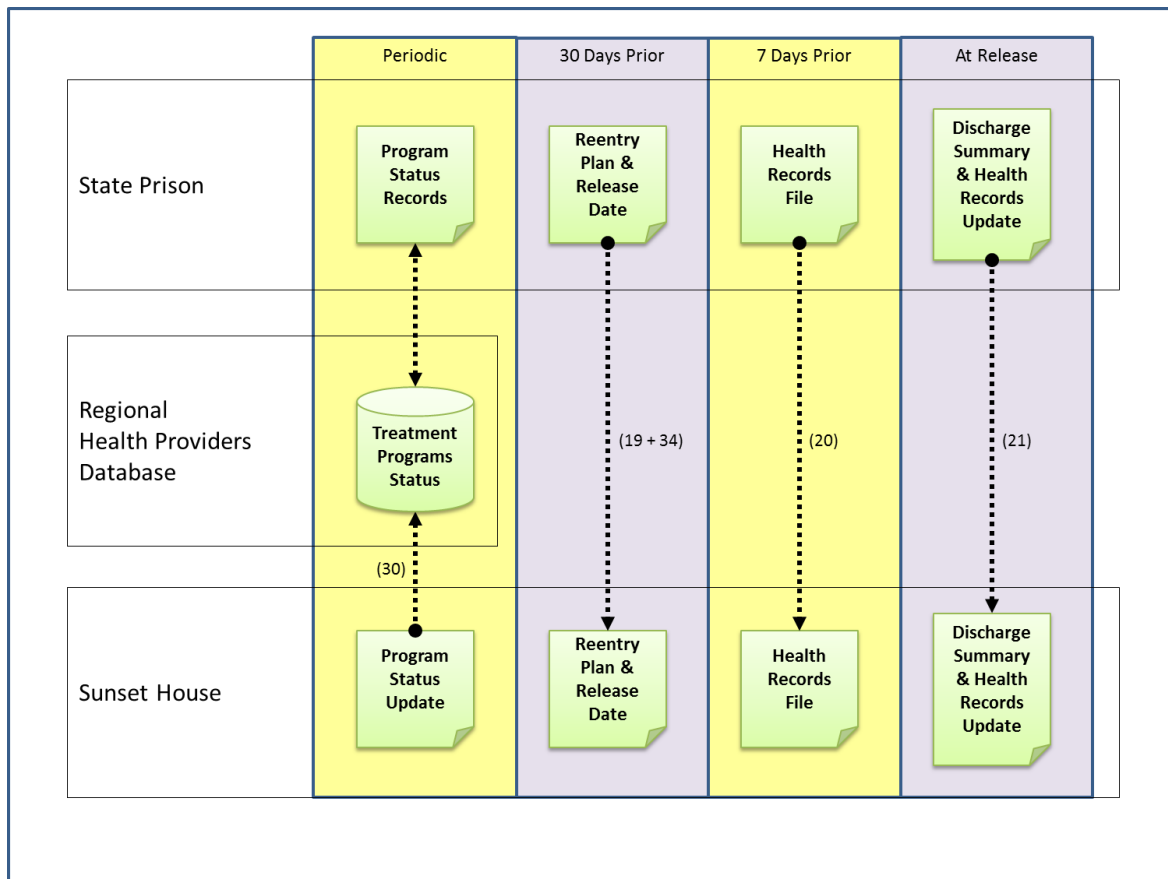 Periodic
30 Days Prior
7 Days Prior
At Release
State Prison
Program
Status
Records
Reentry
Plan &
Release
Date
Health
Records
File
Discharge
Summary
& Health
Records
Update
Regional
Health Providers
Database
Treatment
Programs
Status
(19 + 34)
(20)
(21)
(30)
Sunset House
Program
Status
Update
Reentry
Plan &
Release
Date
Health
Records
File
Discharge
Summary
& Health
Records
Update